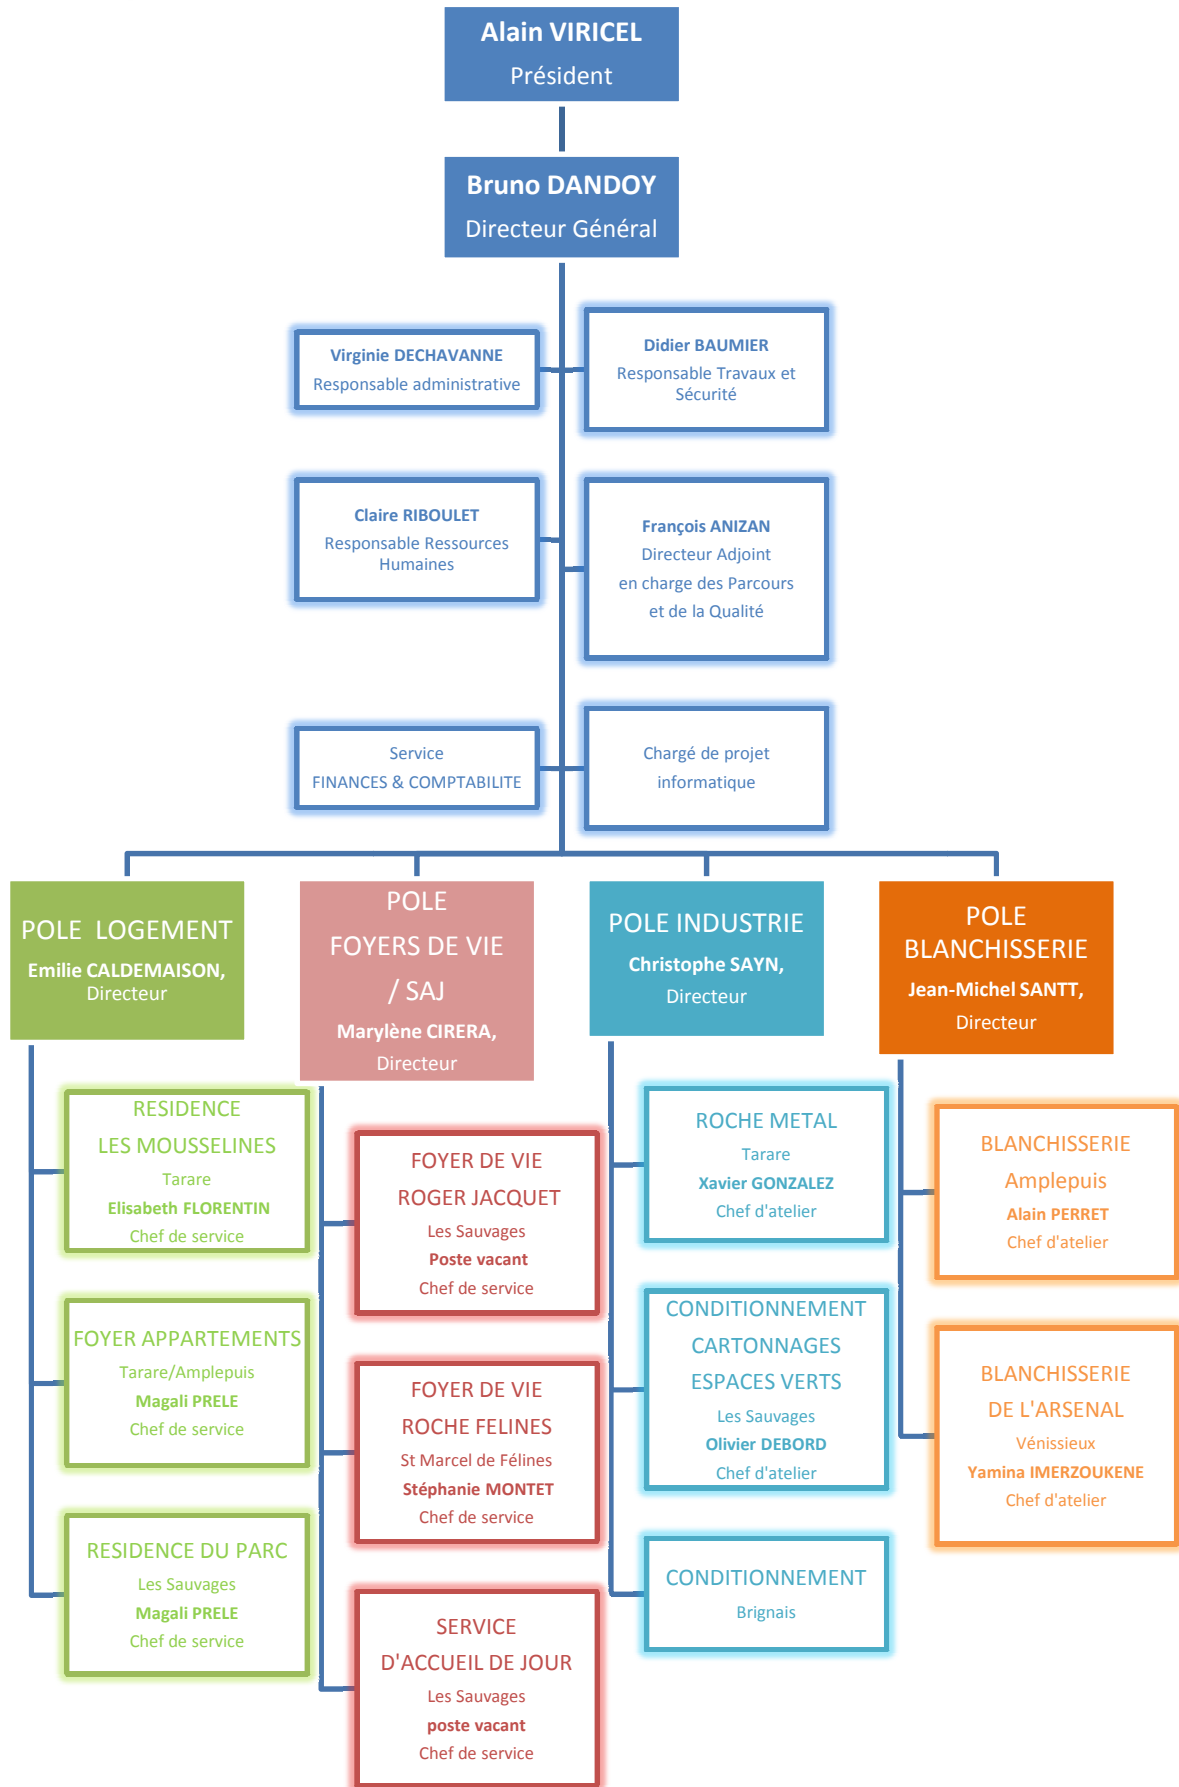 Alain VIRICEL
Président
Bruno DANDOY
Directeur Général
Virginie DECHAVANNE
Responsable administrative
Didier BAUMIER
Responsable Travaux et
Sécurité
Claire RIBOULET
Responsable Ressources
Humaines
François ANIZAN
Directeur Adjoint
en charge des Parcours
et de la Qualité
Service
FINANCES & COMPTABILITE
Chargé de projet
informatique
POLE LOGEMENT
Emilie CALDEMAISON,
Directeur
POLE
FOYERS DE VIE
/ SAJ
Marylène CIRERA,
Directeur
POLE INDUSTRIE
Christophe SAYN,
Directeur
POLE
BLANCHISSERIE
Jean-Michel SANTT,
Directeur
RESIDENCE
LES MOUSSELINES
Tarare
Elisabeth FLORENTIN
Chef de service
FOYER APPARTEMENTS
Tarare/Amplepuis
Magali PRELE
Chef de service
RESIDENCE DU PARC
Les Sauvages
Magali PRELE
Chef de service
FOYER DE VIE
ROGER JACQUET
Les Sauvages
Poste vacant
Chef de service
FOYER DE VIE
ROCHE FELINES
St Marcel de Félines
Stéphanie MONTET
Chef de service
SERVICE
D'ACCUEIL DE JOUR
Les Sauvages
poste vacant
Chef de service
ROCHE METAL
Tarare
Xavier GONZALEZ
Chef d'atelier
CONDITIONNEMENT
CARTONNAGES
ESPACES VERTS
Les Sauvages
Olivier DEBORD
Chef d'atelier
CONDITIONNEMENT
Brignais
BLANCHISSERIE
Amplepuis
Alain PERRET
Chef d'atelier
BLANCHISSERIE
DE L'ARSENAL
Vénissieux
Yamina IMERZOUKENE
Chef d'atelier